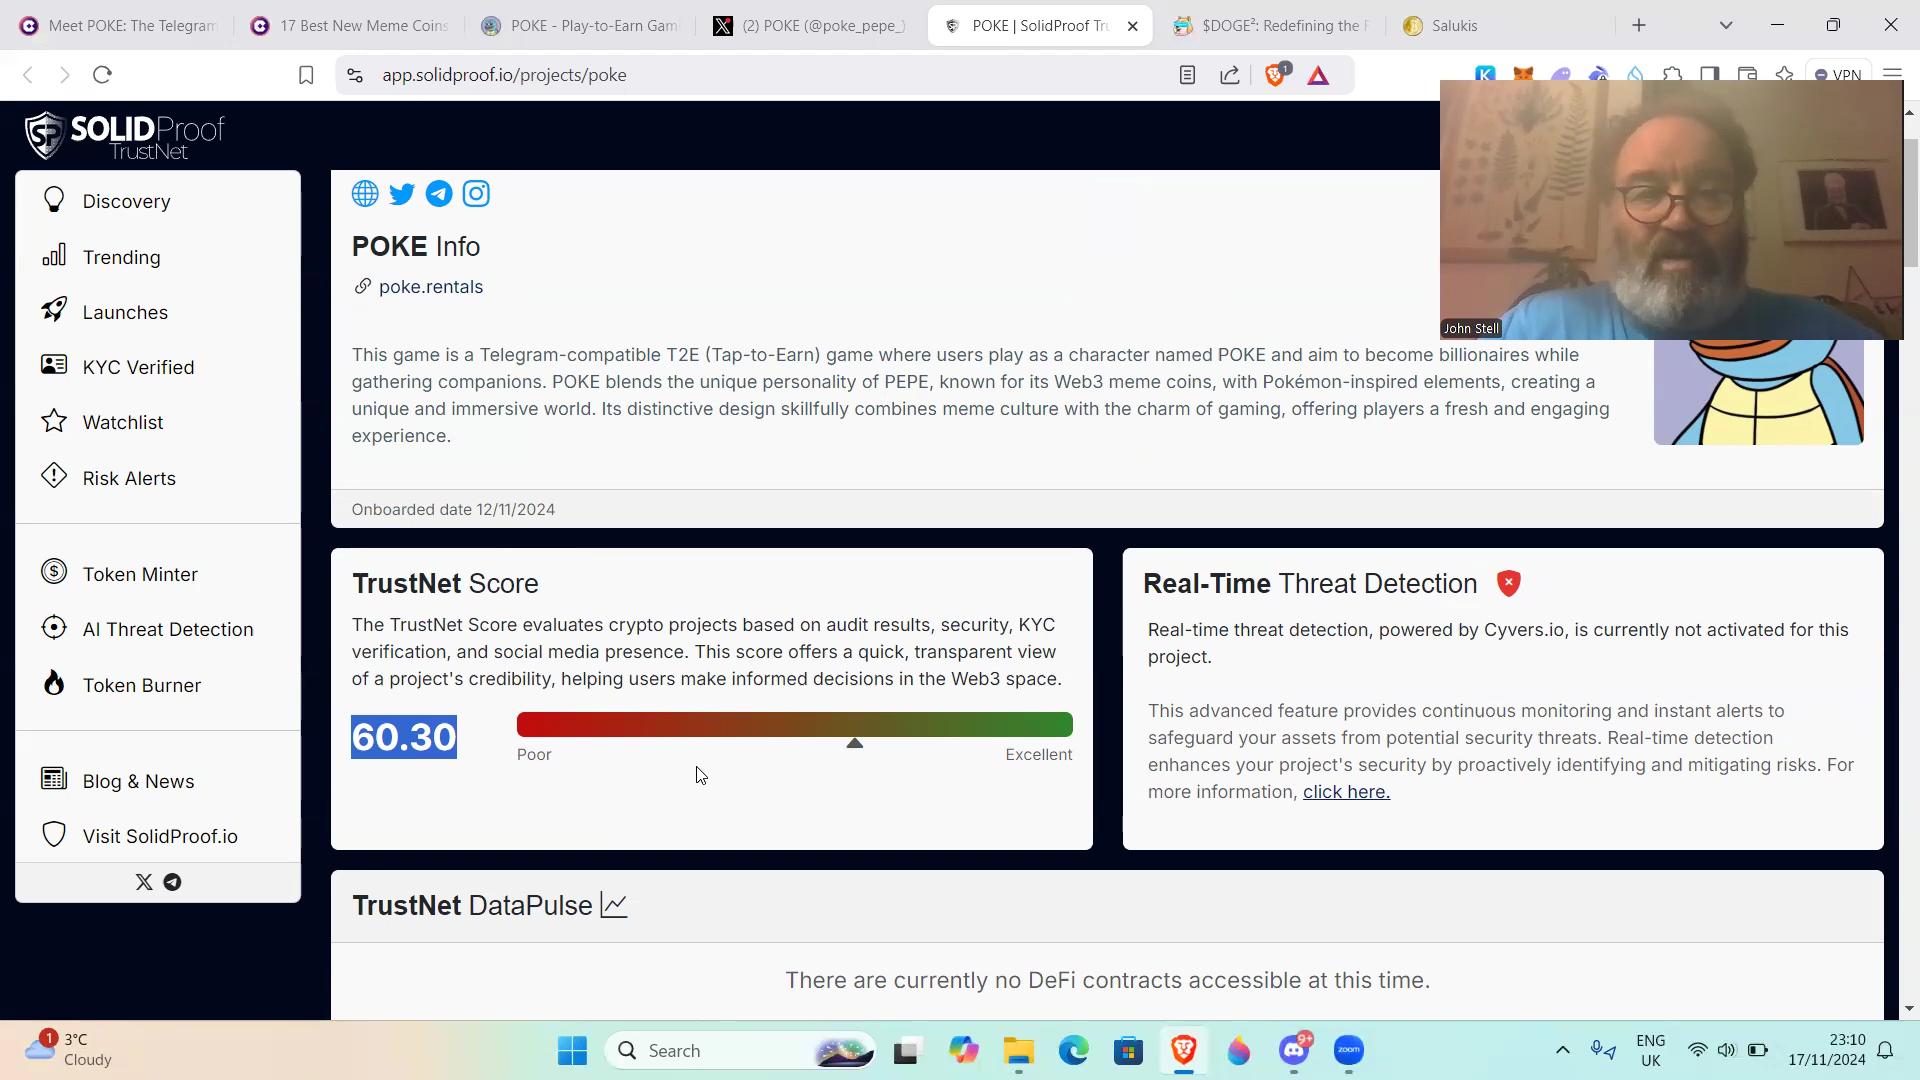 Meet POKE: The Telegram
17 Best New Meme Coins
POKE - Play-to-Earn Gam
(2) POKE (@poke_pepe_)
POKE | SolidProof Tr
$DOGE²: Redefining the F
Salukis
app.solidproof.io/projects/poke
1
VPN
SOLIDProof
TrustNet
John Stell
Discovery
Trending
Launches
KYC Verified
Watchlist
Risk Alerts
Token Minter
AI Threat Detection
Token Burner
Blog & News
Visit SolidProof.io
POKE Info
poke.rentals
This game is a Telegram-compatible T2E (Tap-to-Earn) game where users play as a character named POKE and aim to become billionaires while
gathering companions. POKE blends the unique personality of PEPE, known for its Web3 meme coins, with Pokémon-inspired elements, creating a
unique and immersive world. Its distinctive design skillfully combines meme culture with the charm of gaming, offering players a fresh and engaging
experience.
Onboarded date 12/11/2024
TrustNet Score
The TrustNet Score evaluates crypto projects based on audit results, security, KYC
verification, and social media presence. This score offers a quick, transparent view
of a project's credibility, helping users make informed decisions in the Web3 space.
60.30
Poor
Excellent
Real-Time Threat Detection
Real-time threat detection, powered by Cyvers.io, is currently not activated for this
project.
This advanced feature provides continuous monitoring and instant alerts to
safeguard your assets from potential security threats. Real-time detection
enhances your project's security by proactively identifying and mitigating risks. For
more information, click here.
TrustNet DataPulse
There are currently no DeFi contracts accessible at this time.
1
3°C
Cloudy
Search
9+
zoom
ENG
UK
23:10
17/11/2024